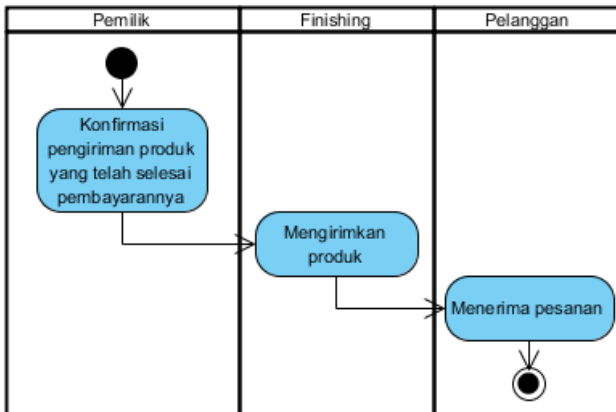 Pemilik
Finishing
Pelanggan
Konfirmasi
pengiriman produk
yang telah selesai
pembayarannya
Mengirimkan
produk
Menerima pesanan